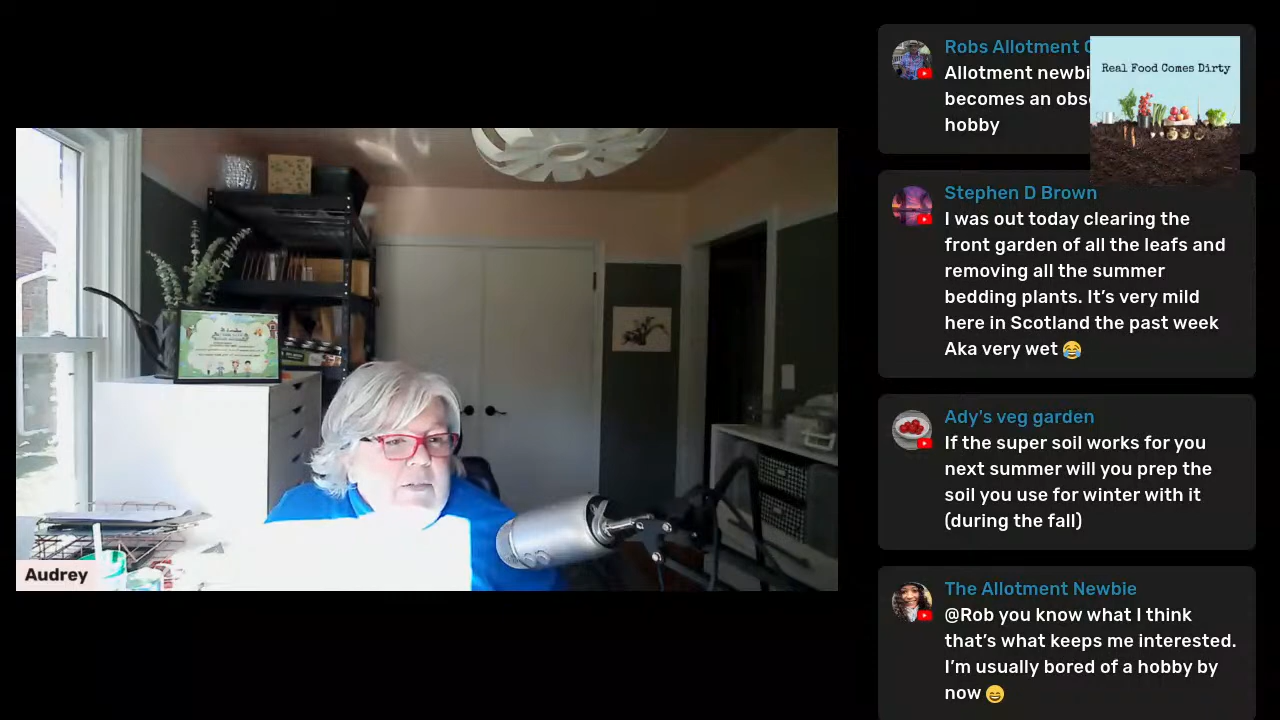 Audrey
Robs Allotment
Allotment newbi
becomes an obs
hobby
Real Food Comes Dirty
Stephen D Brown
I was out today clearing the
front garden of all the leafs and
removing all the summer
bedding plants. It’s very mild
here in Scotland the past week
Aka very wet 😂
Ady's veg garden
If the super soil works for you
next summer will you prep the
soil you use for winter with it
(during the fall)
The Allotment Newbie
@Rob you know what I think
that’s what keeps me interested.
I’m usually bored of a hobby by
now 😄